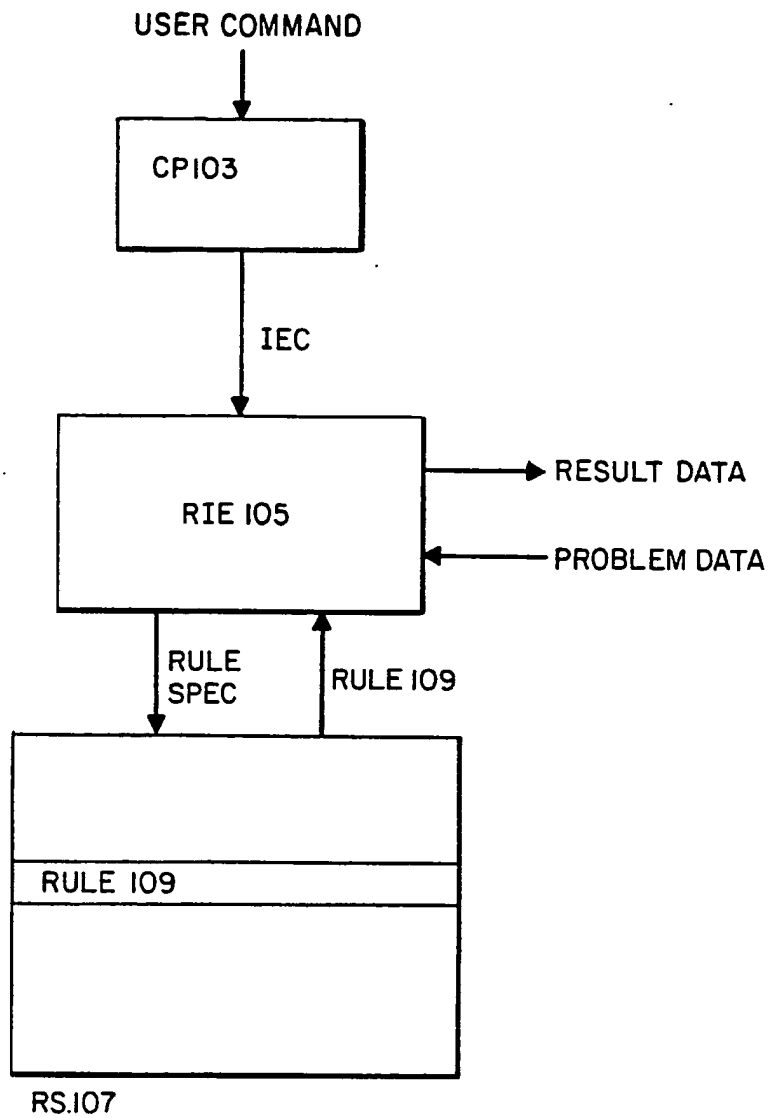 USER COMMAND
CP103
IEC
RIE 105
RESULT DATA
PROBLEM DATA
RULE
SPEC
RULE 109
RULE 109
RS.107